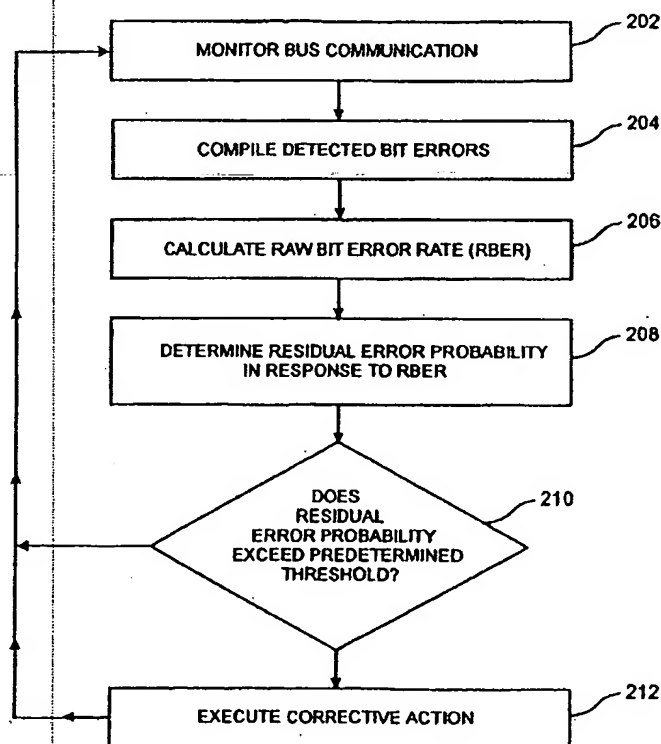 MONITOR BUS COMMUNICATION
202
COMPILE DETECTED BIT ERRORS
204
CALCULATE RAW BIT ERROR RATE (RBER)
206
DETERMINE RESIDUAL ERROR PROBABILITY
IN RESPONSE TO RBER
208
DOES
RESIDUAL
ERROR PROBABILITY
EXCEED PREDETERMINED
THRESHOLD?
210
EXECUTE CORRECTIVE ACTION
212